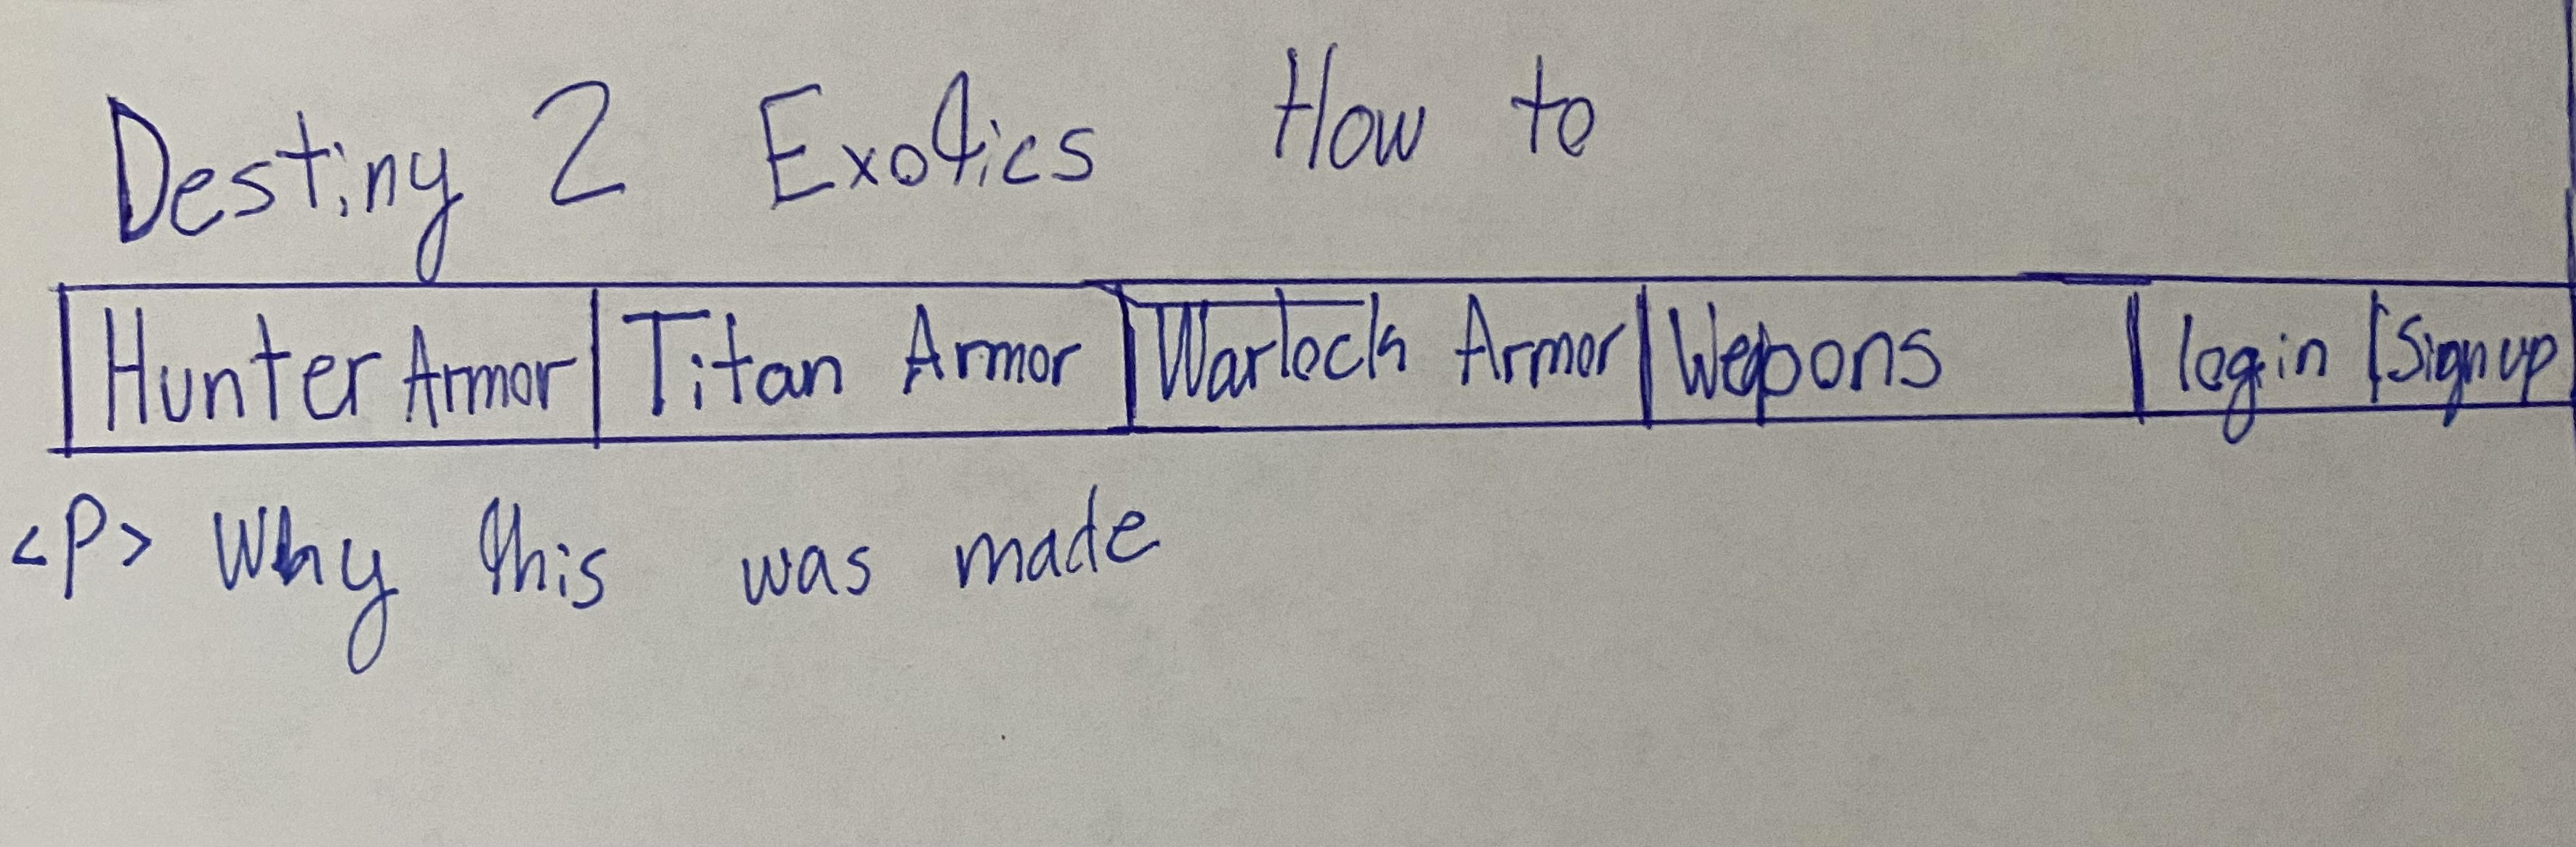 Destiny 2 Exotics How to
Hunter Armor Titan Armor Warlock Armor Wepons login Signup
<P> Why this was made